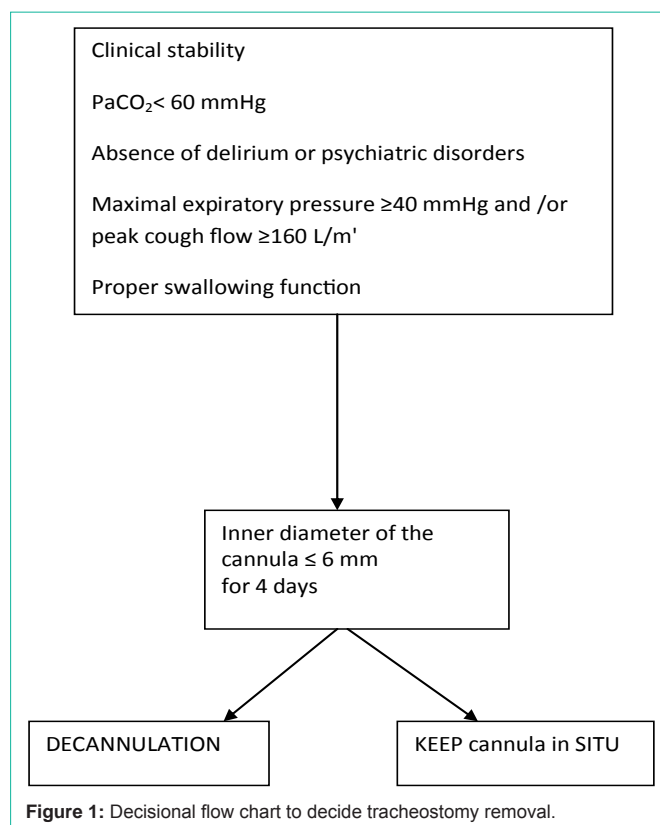 Clinical stability
PaCO₂< 60 mmHg
Absence of delirium or psychiatric disorders
Maximal expiratory pressure ≥40 mmHg and /or
peak cough flow ≥160 L/m'
Proper swallowing function
Inner diameter of the
cannula ≤ 6 mm
for 4 days
DECANNULATION
KEEP cannula in SITU
Figure 1: Decisional flow chart to decide tracheostomy removal.